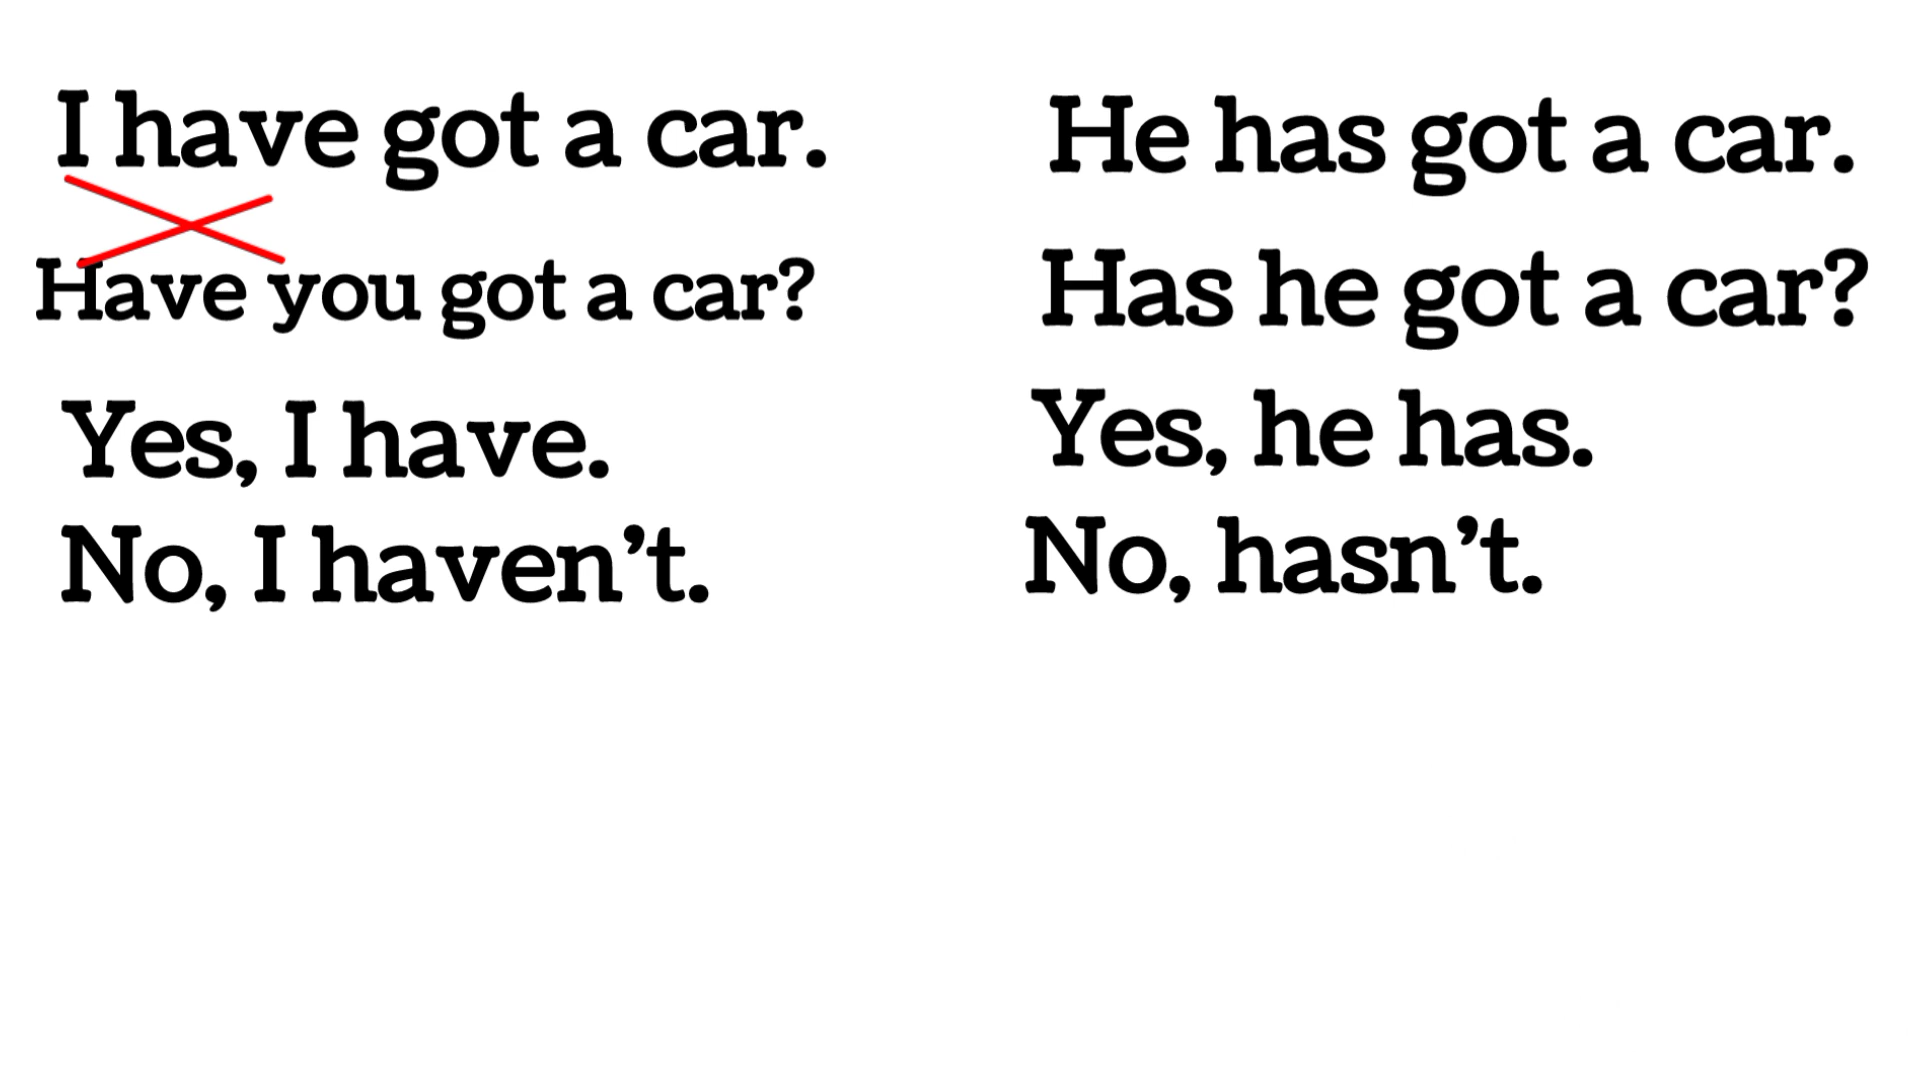 I have got a car.
Have you got a car?
Yes, I have.
No, I haven’t.
He has got a car.
Has he got a car?
Yes, he has.
No, hasn’t.